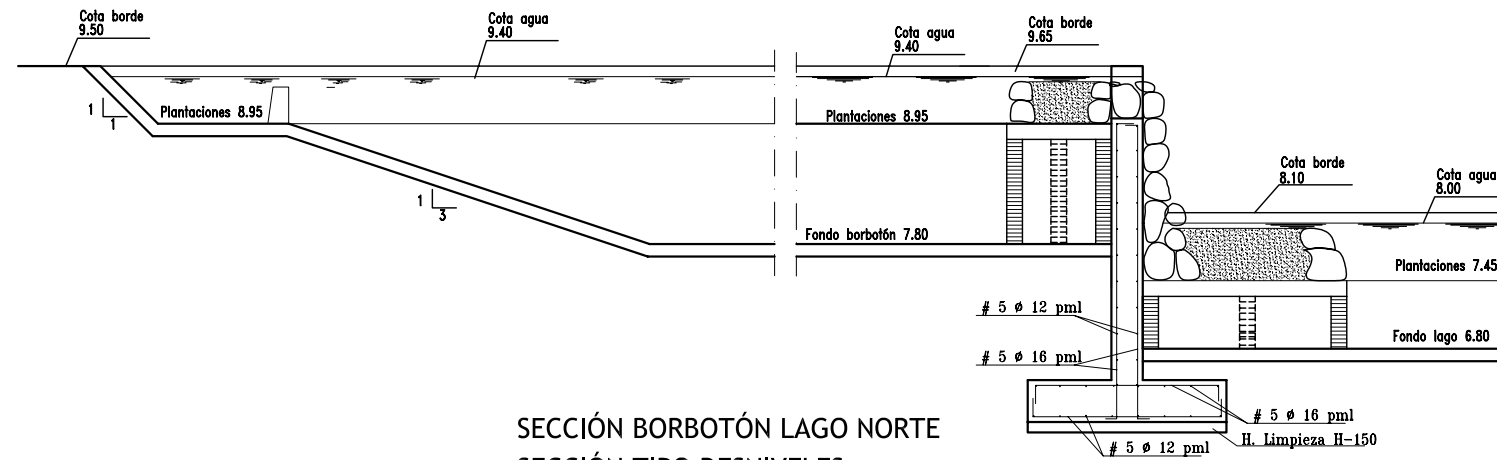 Cota borde
9.50
Cota agua
9.40
Cota agua
9.40
Cota borde
9.65
1
1
Plantaciones 8.95
Plantaciones 8.95
Cota borde
8.10
Cota agua
8.00
1
3
Fondo borbotón 7.80
Plantaciones 7.45
# 5 ø 12 pml
Fondo lago 6.80
# 5 ø 16 pml
# 5 ø 16 pml
H. Limpieza H-150
# 5 ø 12 pml
SECCIÓN BORBOTÓN LAGO NORTE
SECCIÓN TIPO DESNIVELES